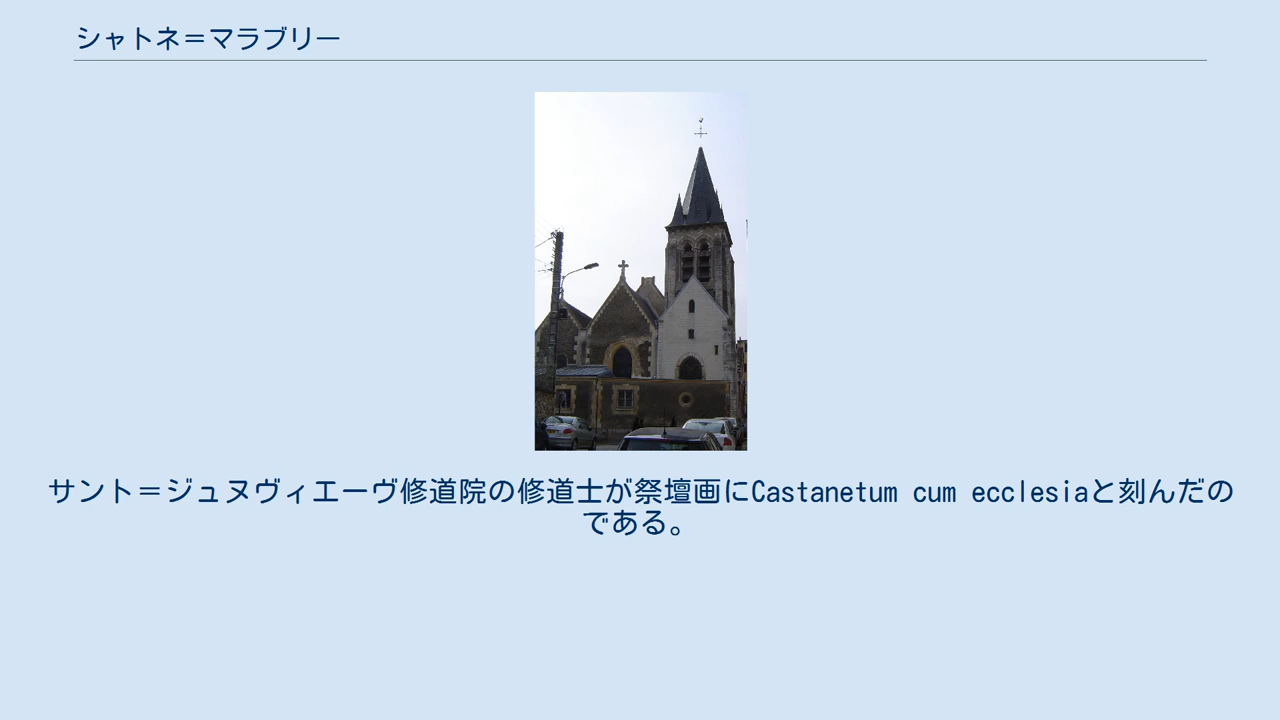 シャトネ＝マラブリー
サント＝ジュヌヴィエーヴ修道院の修道士が祭壇画にCastanetum cum ecclesiaと刻んだの
である。